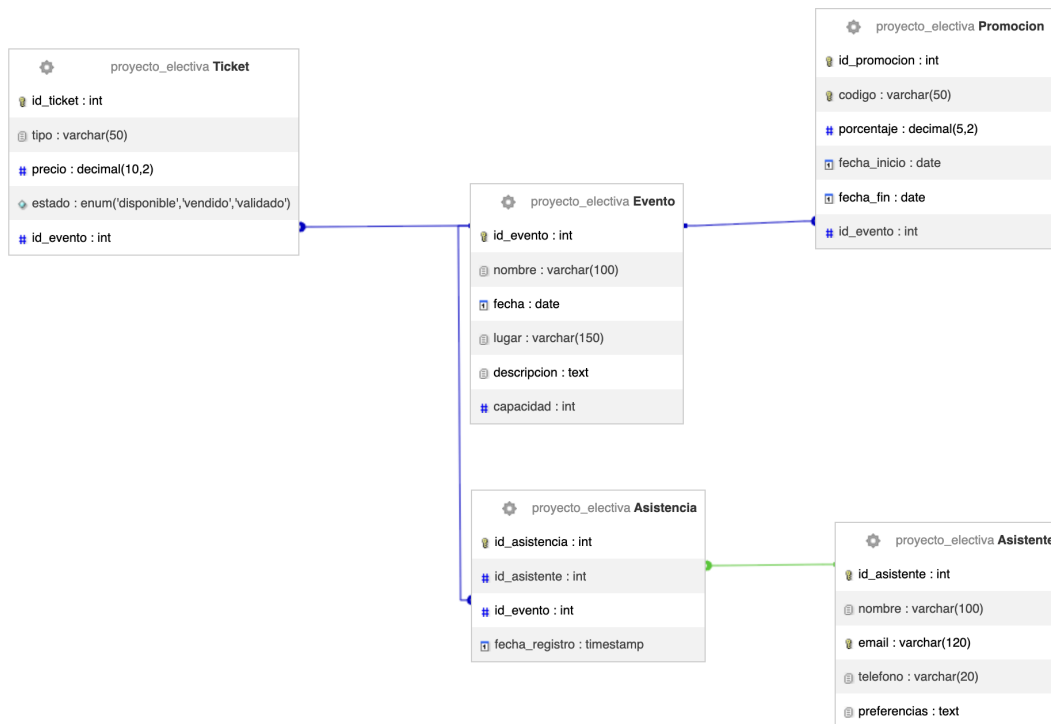 proyecto_electiva Ticket
id_ticket : int
tipo : varchar(50)
precio : decimal(10,2)
estado : enum('disponible','vendido','validado')
id_evento : int
proyecto_electiva Evento
id_evento : int
nombre : varchar(100)
fecha : date
lugar : varchar(150)
descripcion : text
capacidad : int
proyecto_electiva Promocion
id_promocion : int
codigo : varchar(50)
porcentaje : decimal(5,2)
fecha_inicio : date
fecha_fin : date
id_evento : int
proyecto_electiva Asistencia
id_asistencia : int
id_asistente : int
id_evento : int
fecha_registro : timestamp
proyecto_electiva Asistente
id_asistente : int
nombre : varchar(100)
email : varchar(120)
telefono : varchar(20)
preferencias : text